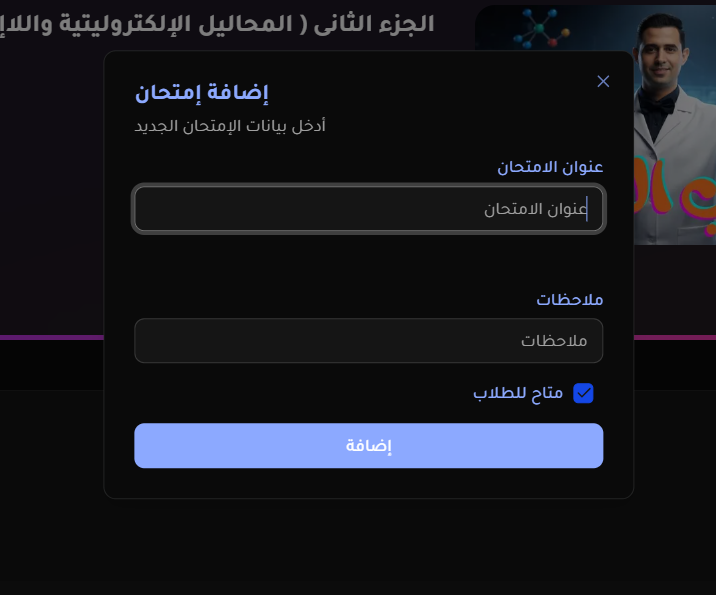 الجزء الثانى ( المحاليل الإلكتروليتية
إضافة إمتحان
أدخل بيانات الإمتحان الجديد
عنوان الامتحان
عنوان الامتحان
ملاحظات
ملاحظات
متاح للطلاب
إضافة